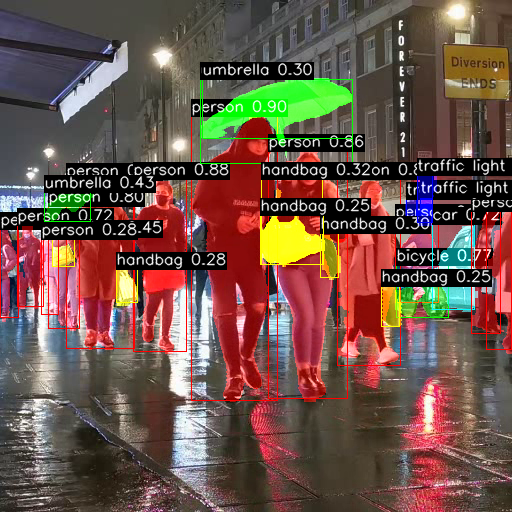 umbrella 0.30
FOREVER 21
Diversion
ENDS
person 0.90
person 0.86
person 0.88
handbag 0.32
traffic light
umbrella 0.43
traffic light
person 0.72
handbag 0.25
car 0.72
handbag 0.30
person 0.28
bicycle 0.77
handbag 0.28
handbag 0.25